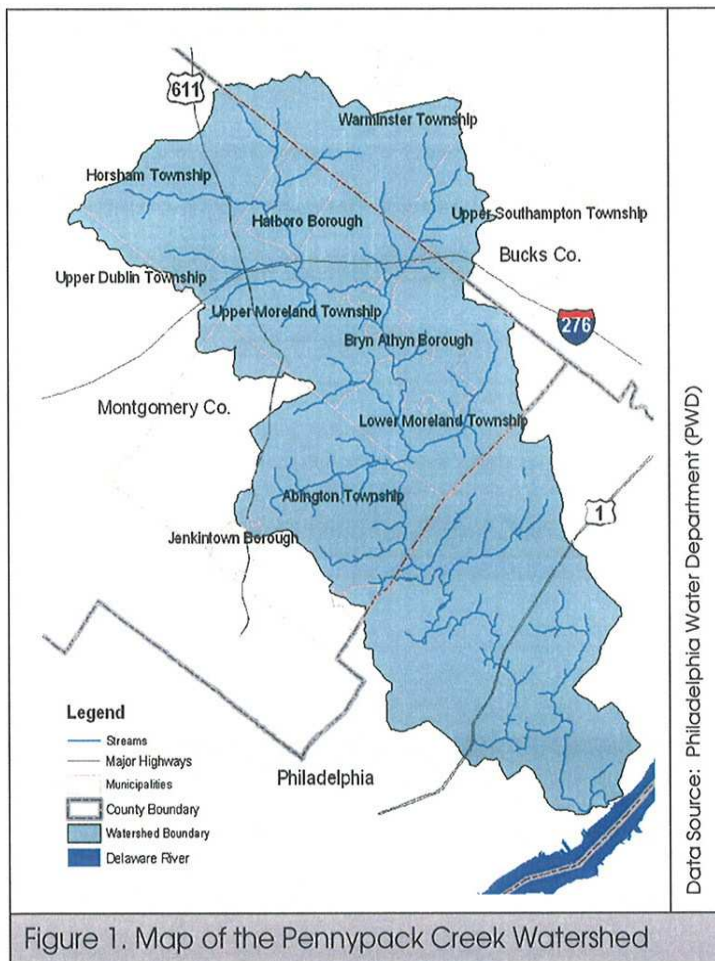 611
Warminster Township
Horsham Township
Hatboro Borough
Upper Southampton Township
Bucks Co.
Upper Dublin Township
Upper Moreland Township
276
Bryn Athyn Borough
Montgomery Co.
Lower Moreland Township
Abington Township
1
Jenkintown Borough
Legend
Streams
Major Highways
Municipalities
County Boundary
Watershed Boundary
Delaware River
Philadelphia
Data Source: Philadelphia Water Department (PWD)
Figure 1. Map of the Pennypack Creek Watershed